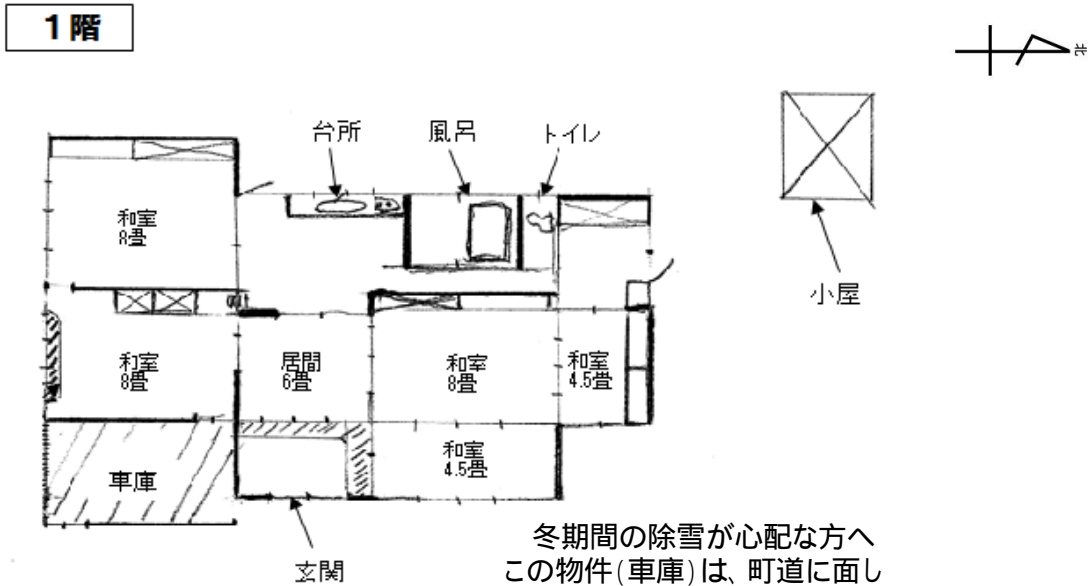 1階
北
台所
風呂
トイレ
和室
8畳
小屋
和室
8畳
居間
6畳
和室
8畳
和室
4.5畳
和室
4.5畳
車庫
玄関
冬期間の除雪が心配な方へ
この物件(車庫)は、町道に面し